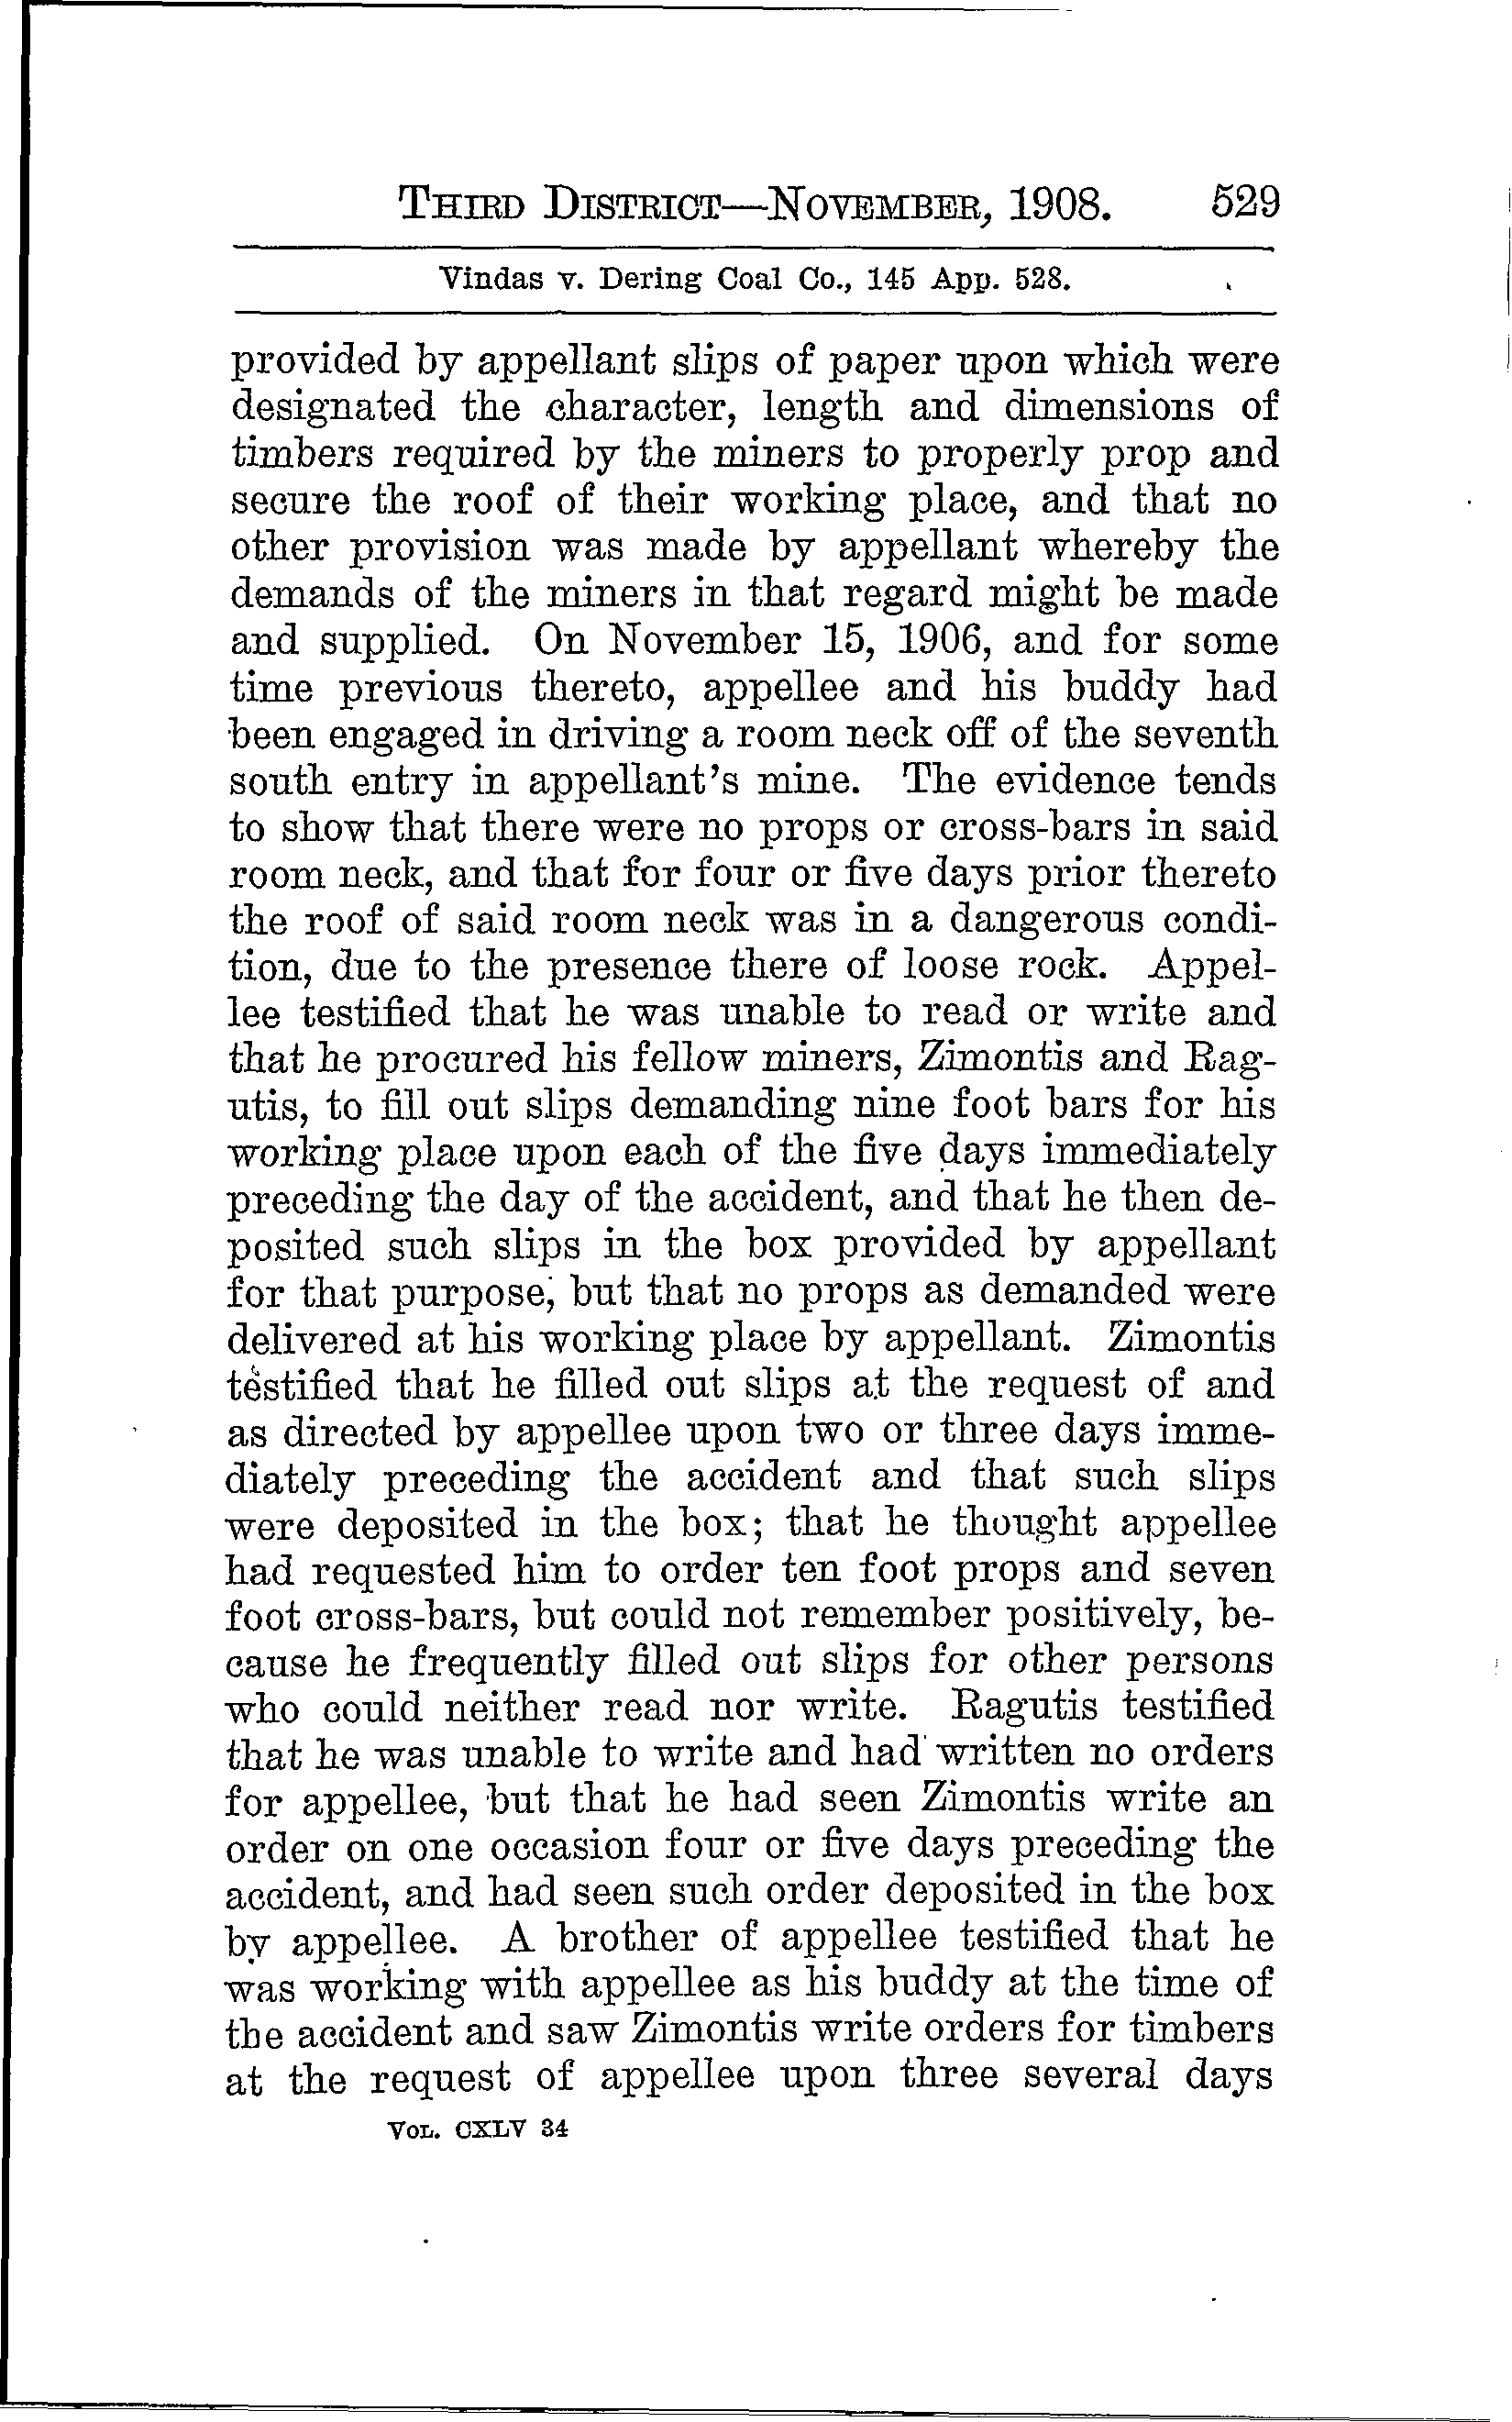 THIRD DISTRICT—NOVEMBER, 1908. 529
Vindas v. Dering Coal Co., 145 App. 528.
provided by appellant slips of paper upon which were
designated the character, length and dimensions of
timbers required by the miners to properly prop and
secure the roof of their working place, and that no
other provision was made by appellant whereby the
demands of the miners in that regard might be made
and supplied. On November 15, 1906, and for some
time previous thereto, appellee and his buddy had
been engaged in driving a room neck off of the seventh
south entry in appellant's mine. The evidence tends
to show that there were no props or cross-bars in said
room neck, and that for four or five days prior thereto
the roof of said room neck was in a dangerous condi-
tion, due to the presence there of loose rock. Appel-
lee testified that he was unable to read or write and
that he procured his fellow miners, Zimontis and Rag-
utis, to fill out slips demanding nine foot bars for his
working place upon each of the five days immediately
preceding the day of the accident, and that he then de-
posited such slips in the box provided by appellant
for that purpose, but that no props as demanded were
delivered at his working place by appellant. Zimontis
testified that he filled out slips at the request of and
as directed by appellee upon two or three days imme-
diately preceding the accident and that such slips
were deposited in the box; that he thought appellee
had requested him to order ten foot props and seven
foot cross-bars, but could not remember positively, be-
cause he frequently filled out slips for other persons
who could neither read nor write. Ragutis testified
that he was unable to write and had written no orders
for appellee, but that he had seen Zimontis write an
order on one occasion four or five days preceding the
accident, and had seen such order deposited in the box
by appellee. A brother of appellee testified that he
was working with appellee as his buddy at the time of
the accident and saw Zimontis write orders for timbers
at the request of appellee upon three several days
VOL. CXLV 34